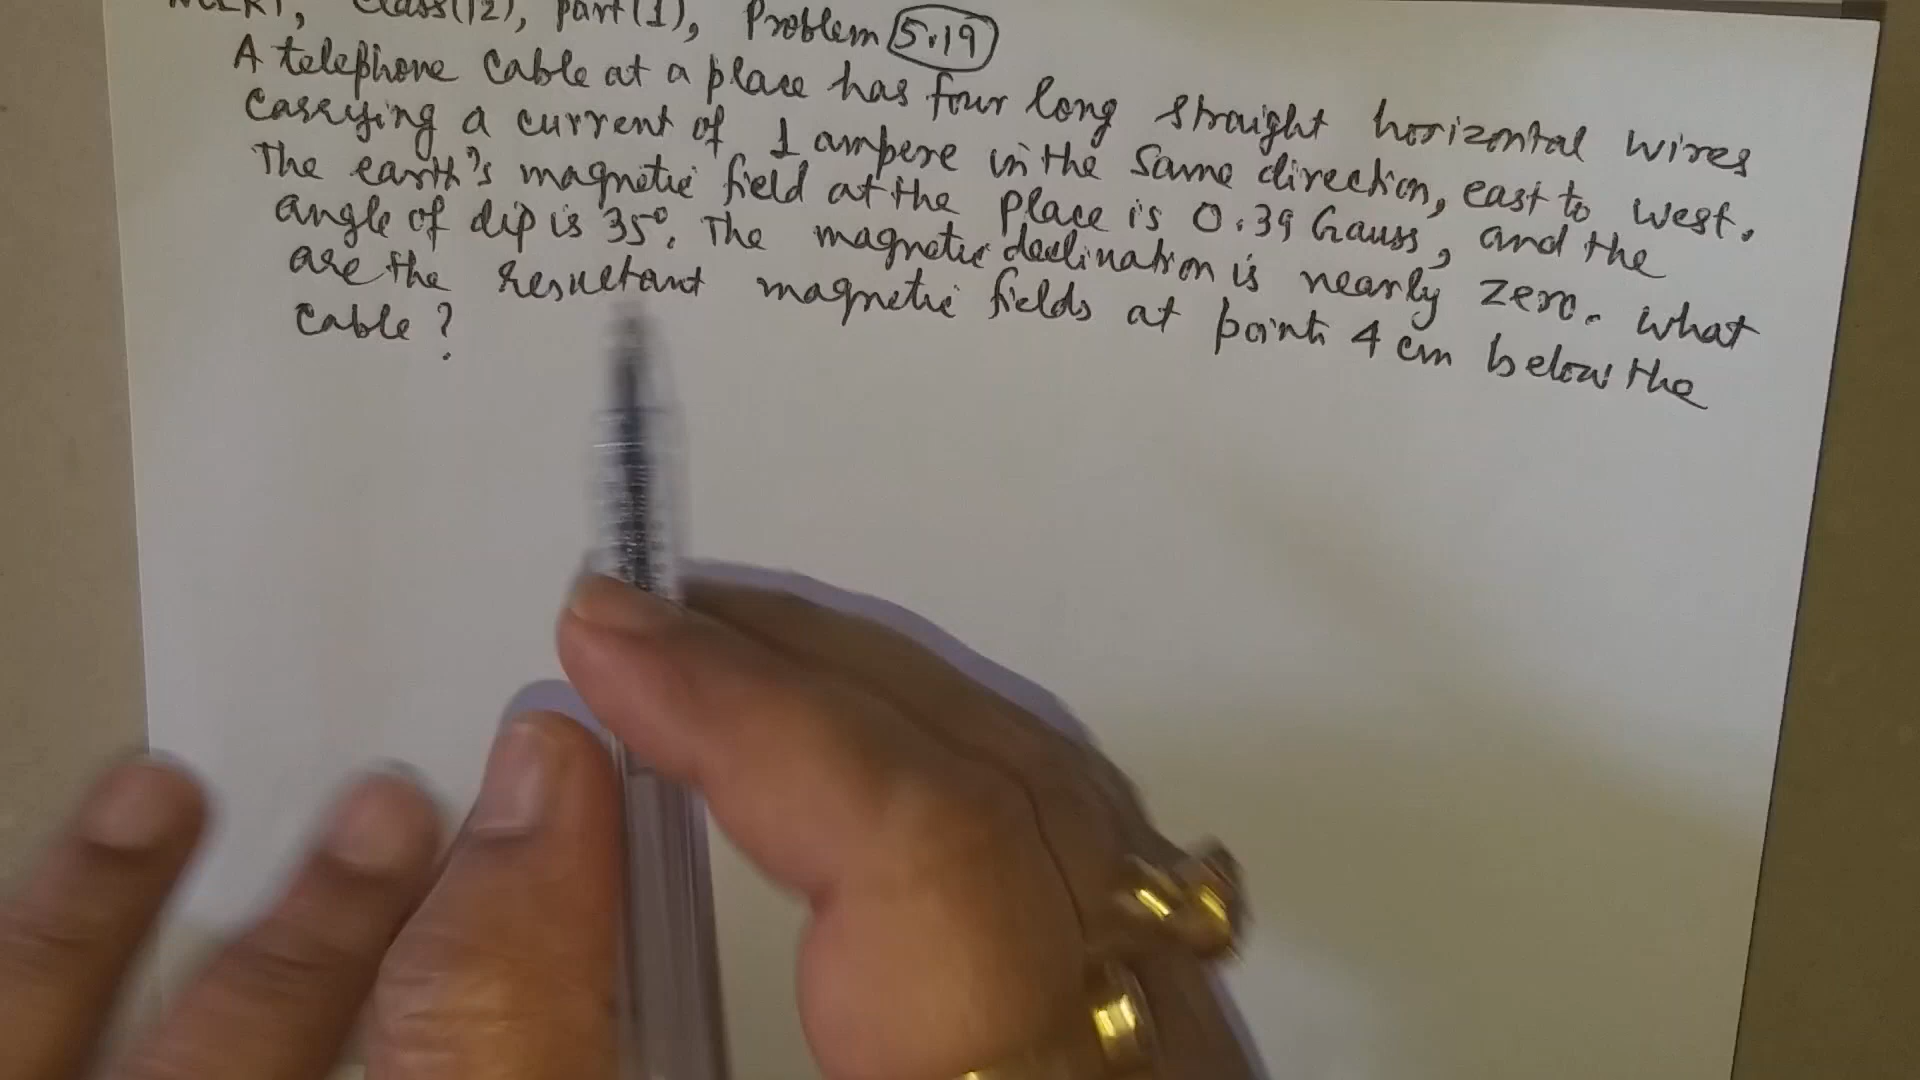 NCERT, Class(12), part(1), Problem 5.19
A telephone cable at a place has four long straight horizontal wires
carrying a current of 1 ampere in the same direction, east to west.
The earth's magnetic field at the place is 0.39 Gauss, and the
angle of dip is 35°. The magnetic declination is nearly zero. what
are the resultant magnetic fields at points 4 cm below the
cable?